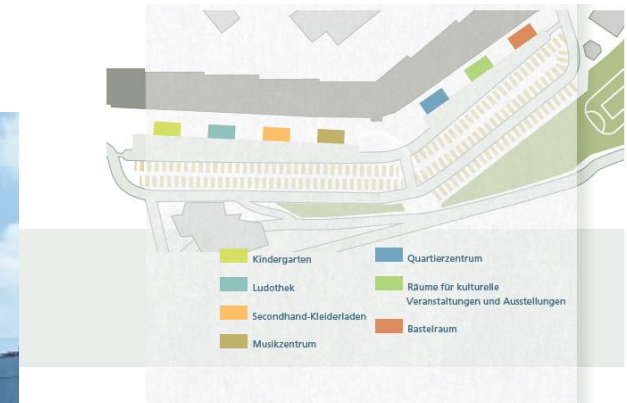 Kindergarten
Ludothek
Secondhand-Kleiderladen
Musikzentrum
Quartierzentrum
Räume für kulturelle
Veranstaltungen und Ausstellungen
Bastelraum